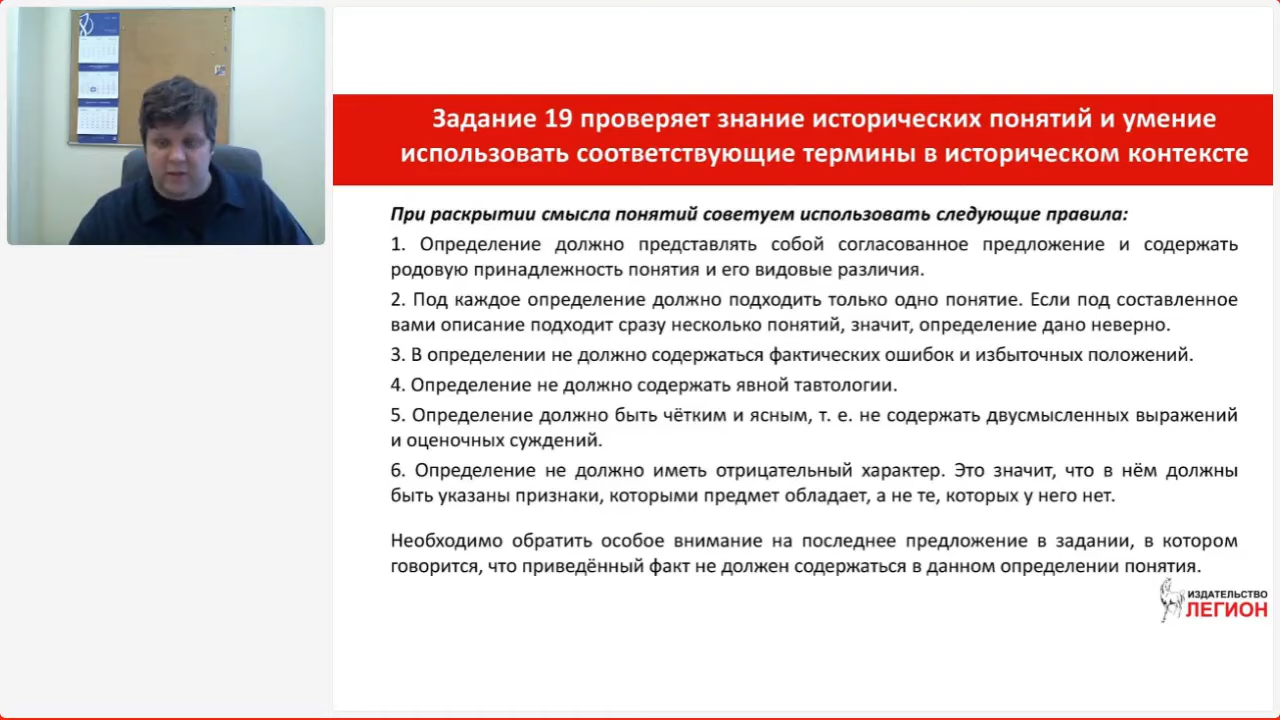 Задание 19 проверяет знание исторических понятий и умение
использовать соответствующие термины в историческом контексте
При раскрытии смысла понятий советуем использовать следующие правила:
1. Определение должно представлять собой согласованное предложение и содержать
родовую принадлежность понятия и его видовые различия.
2. Под каждое определение должно подходить только одно понятие. Если под составленное
вами описание подходит сразу несколько понятий, значит, определение дано неверно.
3. В определении не должно содержаться фактических ошибок и избыточных положений.
4. Определение не должно содержать явной тавтологии.
5. Определение должно быть чётким и ясным, т. е. не содержать двусмысленных выражений
и оценочных суждений.
6. Определение не должно иметь отрицательный характер. Это значит, что в нём должны
быть указаны признаки, которыми предмет обладает, а не те, которых у него нет.
Необходимо обратить особое внимание на последнее предложение в задании, в котором
говорится, что приведённый факт не должен содержаться в данном определении понятия.
ИЗДАТЕЛЬСТВО
ЛЕГИОН